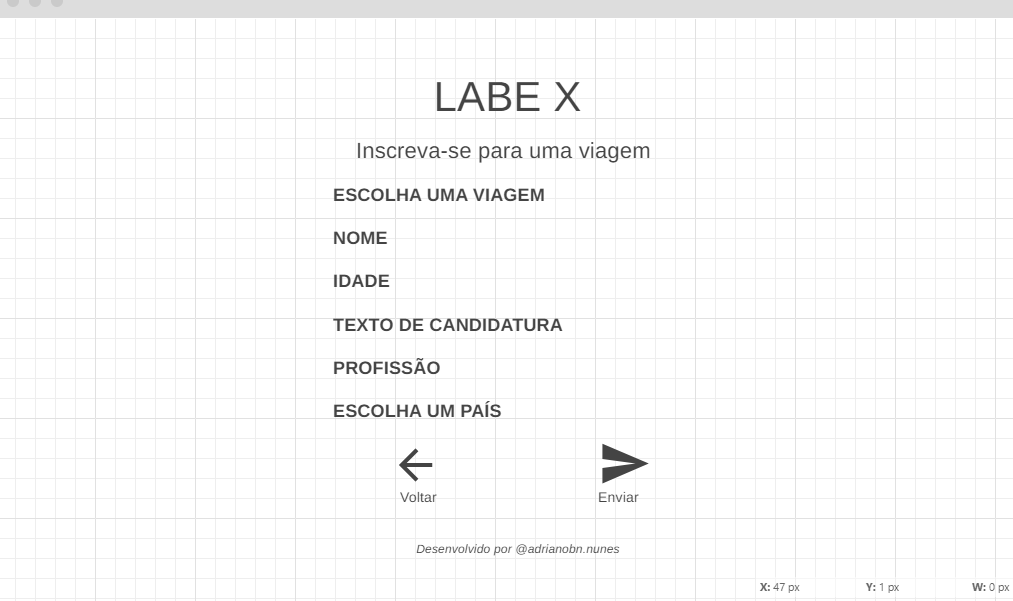 LABE X
Inscreva-se para uma viagem
ESCOLHA UMA VIAGEM
NOME
IDADE
TEXTO DE CANDIDATURA
PROFISSÃO
ESCOLHA UM PAÍS
Voltar Enviar
Desenvolvido por @adrianobn.nunes
X: 47 px Y: 1 px W: 0 px